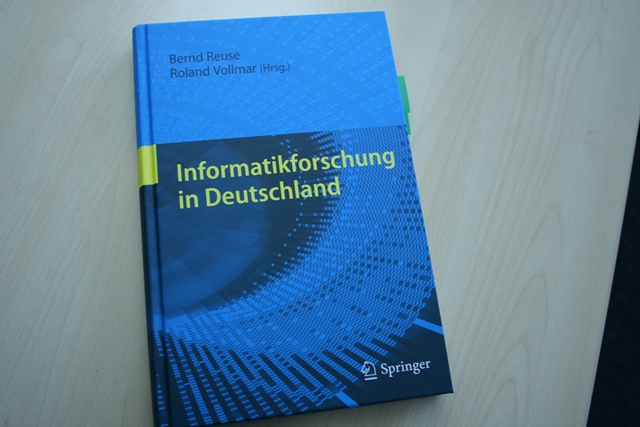 Bernd Reuse
Roland Vollmar (Hrsg.)
Informatikforschung
in Deutschland
Springer